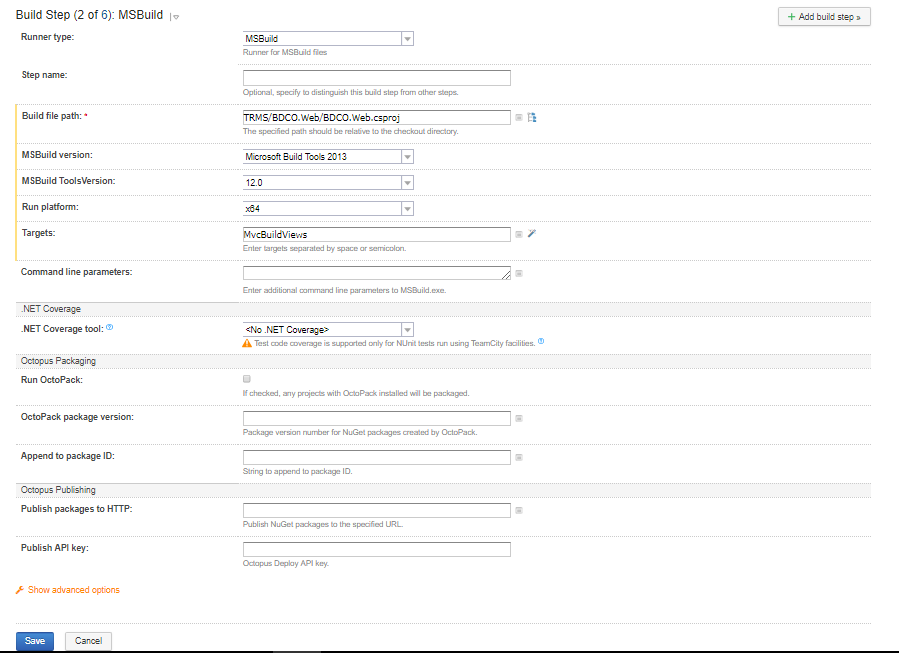 Build Step (2 of 6): MSBuild
+ Add build step »
Runner type:
MSBuild
Runner for MSBuild files
Step name:
Optional, specify to distinguish this build step from other steps.
Build file path: *
TRMS/BDCO.Web/BDCO.Web.csproj
The specified path should be relative to the checkout directory.
MSBuild version:
Microsoft Build Tools 2013
MSBuild ToolsVersion:
12.0
Run platform:
x64
Targets:
MvcBuildViews
Enter targets separated by space or semicolon.
Command line parameters:
Enter additional command line parameters to MSBuild.exe.
.NET Coverage
.NET Coverage tool: ?
<No .NET Coverage>
Test code coverage is supported only for NUnit tests run using TeamCity facilities. ?
Octopus Packaging
Run OctoPack:
If checked, any projects with OctoPack installed will be packaged.
OctoPack package version:
Package version number for NuGet packages created by OctoPack.
Append to package ID:
String to append to package ID.
Octopus Publishing
Publish packages to HTTP:
Publish NuGet packages to the specified URL.
Publish API key:
Octopus Deploy API key.
Show advanced options
Save
Cancel